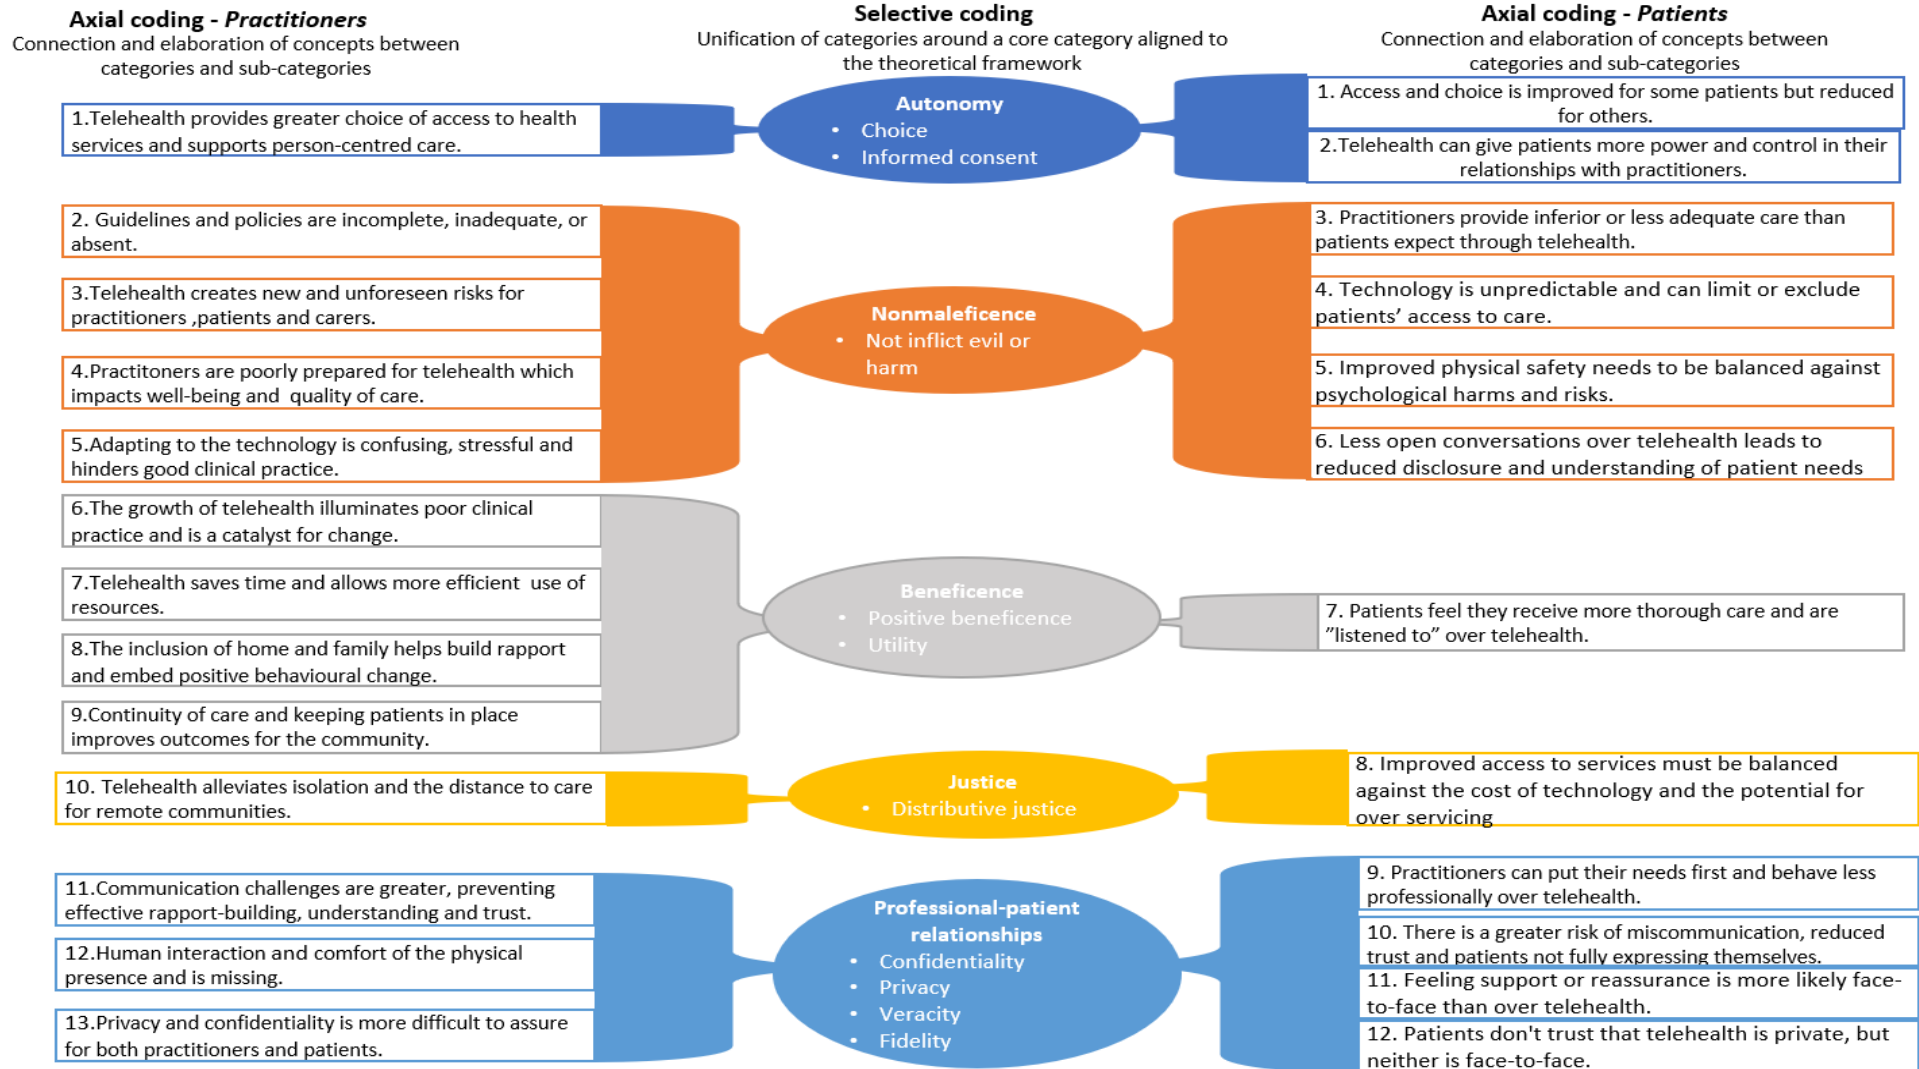 Axial coding - Practitioners
Connection and elaboration of concepts between
categories and sub-categories
Selective coding
Unification of categories around a core category aligned to
the theoretical framework
Axial coding - Patients
Connection and elaboration of concepts between
categories and sub-categories
1.Telehealth provides greater choice of access to health
services and supports person-centred care.
Autonomy
• Choice
• Informed consent
1. Access and choice is improved for some patients but reduced
for others.
2.Telehealth can give patients more power and control in their
relationships with practitioners.
2. Guidelines and policies are incomplete, inadequate, or
absent.
3.Telehealth creates new and unforeseen risks for
practitioners ,patients and carers.
4.Practitoners are poorly prepared for telehealth which
impacts well-being and  quality of care.
5.Adapting to the technology is confusing, stressful and
hinders good clinical practice.
Nonmaleficence
• Not inflict evil or
harm
3. Practitioners provide inferior or less adequate care than
patients expect through telehealth.
4. Technology is unpredictable and can limit or exclude
patients’ access to care.
5. Improved physical safety needs to be balanced against
psychological harms and risks.
6. Less open conversations over telehealth leads to
reduced disclosure and understanding of patient needs
6.The growth of telehealth illuminates poor clinical
practice and is a catalyst for change.
7.Telehealth saves time and allows more efficient  use of
resources.
8.The inclusion of home and family helps build rapport
and embed positive behavioural change.
9.Continuity of care and keeping patients in place
improves outcomes for the community.
Beneficence
• Positive beneficence
• Utility
7. Patients feel they receive more thorough care and are
”listened to” over telehealth.
10. Telehealth alleviates isolation and the distance to care
for remote communities.
Justice
• Distributive justice
8. Improved access to services must be balanced
against the cost of technology and the potential for
over servicing
11.Communication challenges are greater, preventing
effective rapport-building, understanding and trust.
12.Human interaction and comfort of the physical
presence and is missing.
13.Privacy and confidentiality is more difficult to assure
for both practitioners and patients.
Professional-patient
relationships
• Confidentiality
• Privacy
• Veracity
• Fidelity
9. Practitioners can put their needs first and behave less
professionally over telehealth.
10. There is a greater risk of miscommunication, reduced
trust and patients not fully expressing themselves.
11. Feeling support or reassurance is more likely face-
to-face than over telehealth.
12. Patients don't trust that telehealth is private, but
neither is face-to-face.